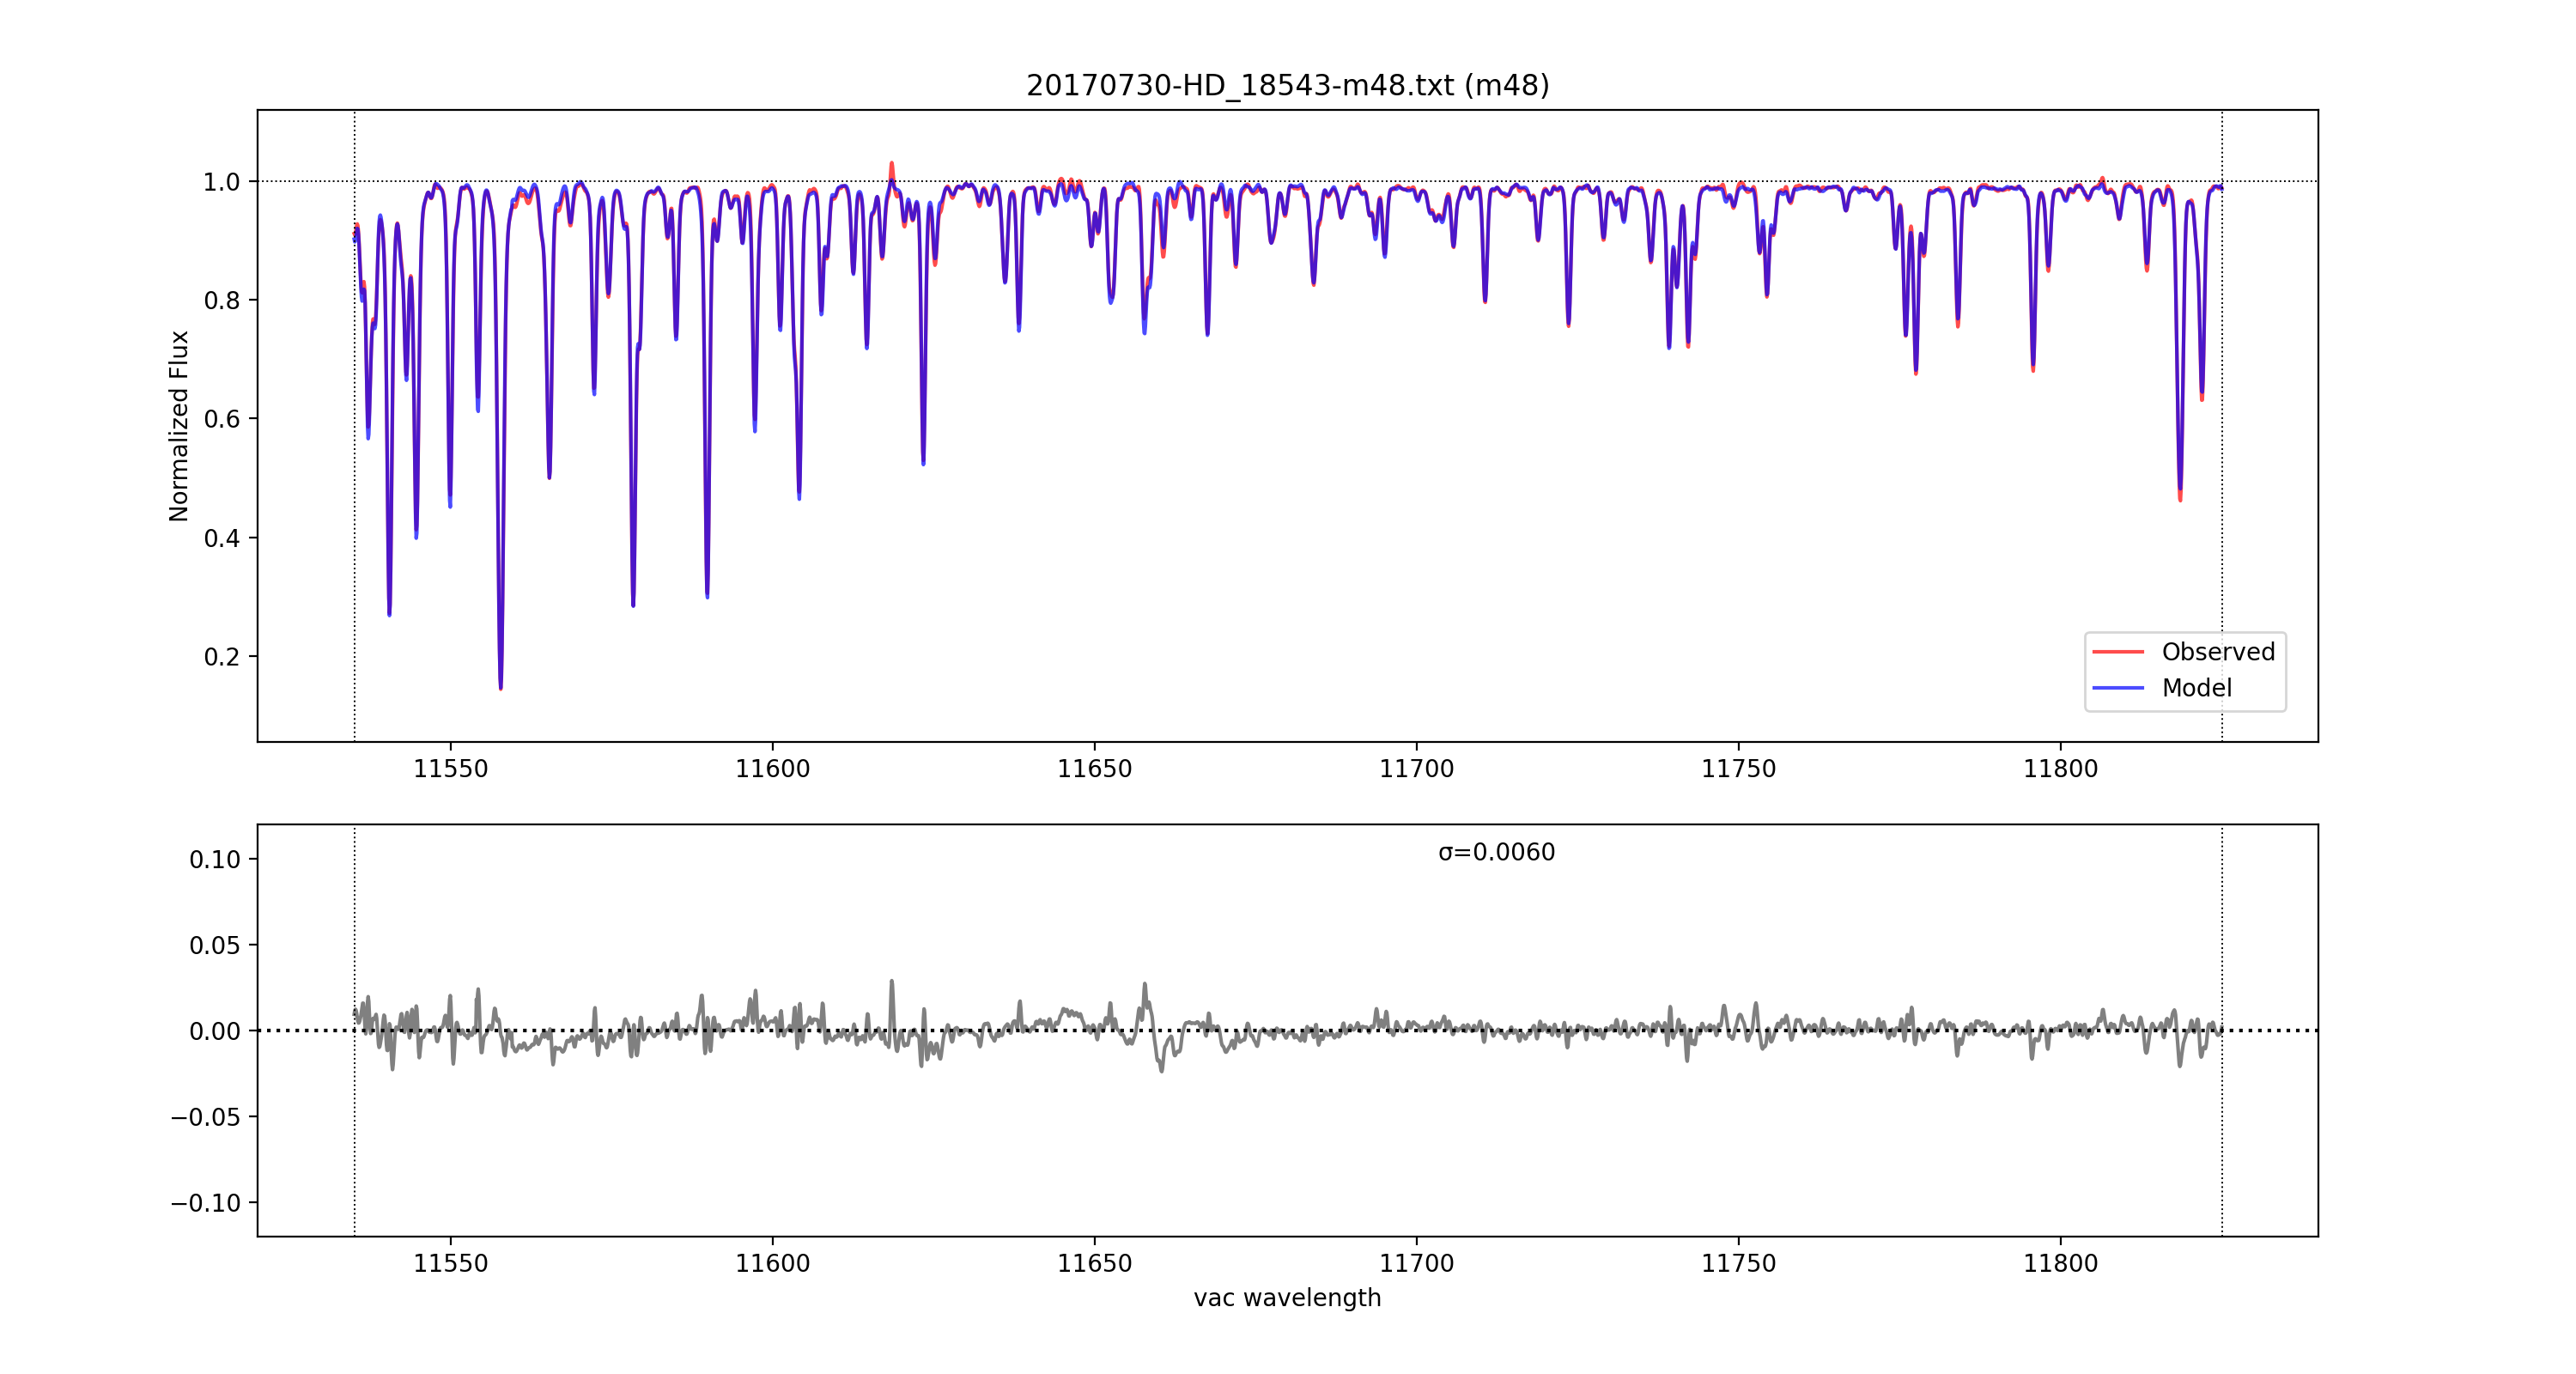 20170730-HD_18543-m48.txt (m48)
Normalized Flux
1.0
0.8
0.6
0.4
0.2
Observed
Model
11550 11600 11650 11700 11750 11800
σ=0.0060
0.10
0.05
0.00
−0.05
−0.10
11550 11600 11650 11700 11750 11800
vac wavelength